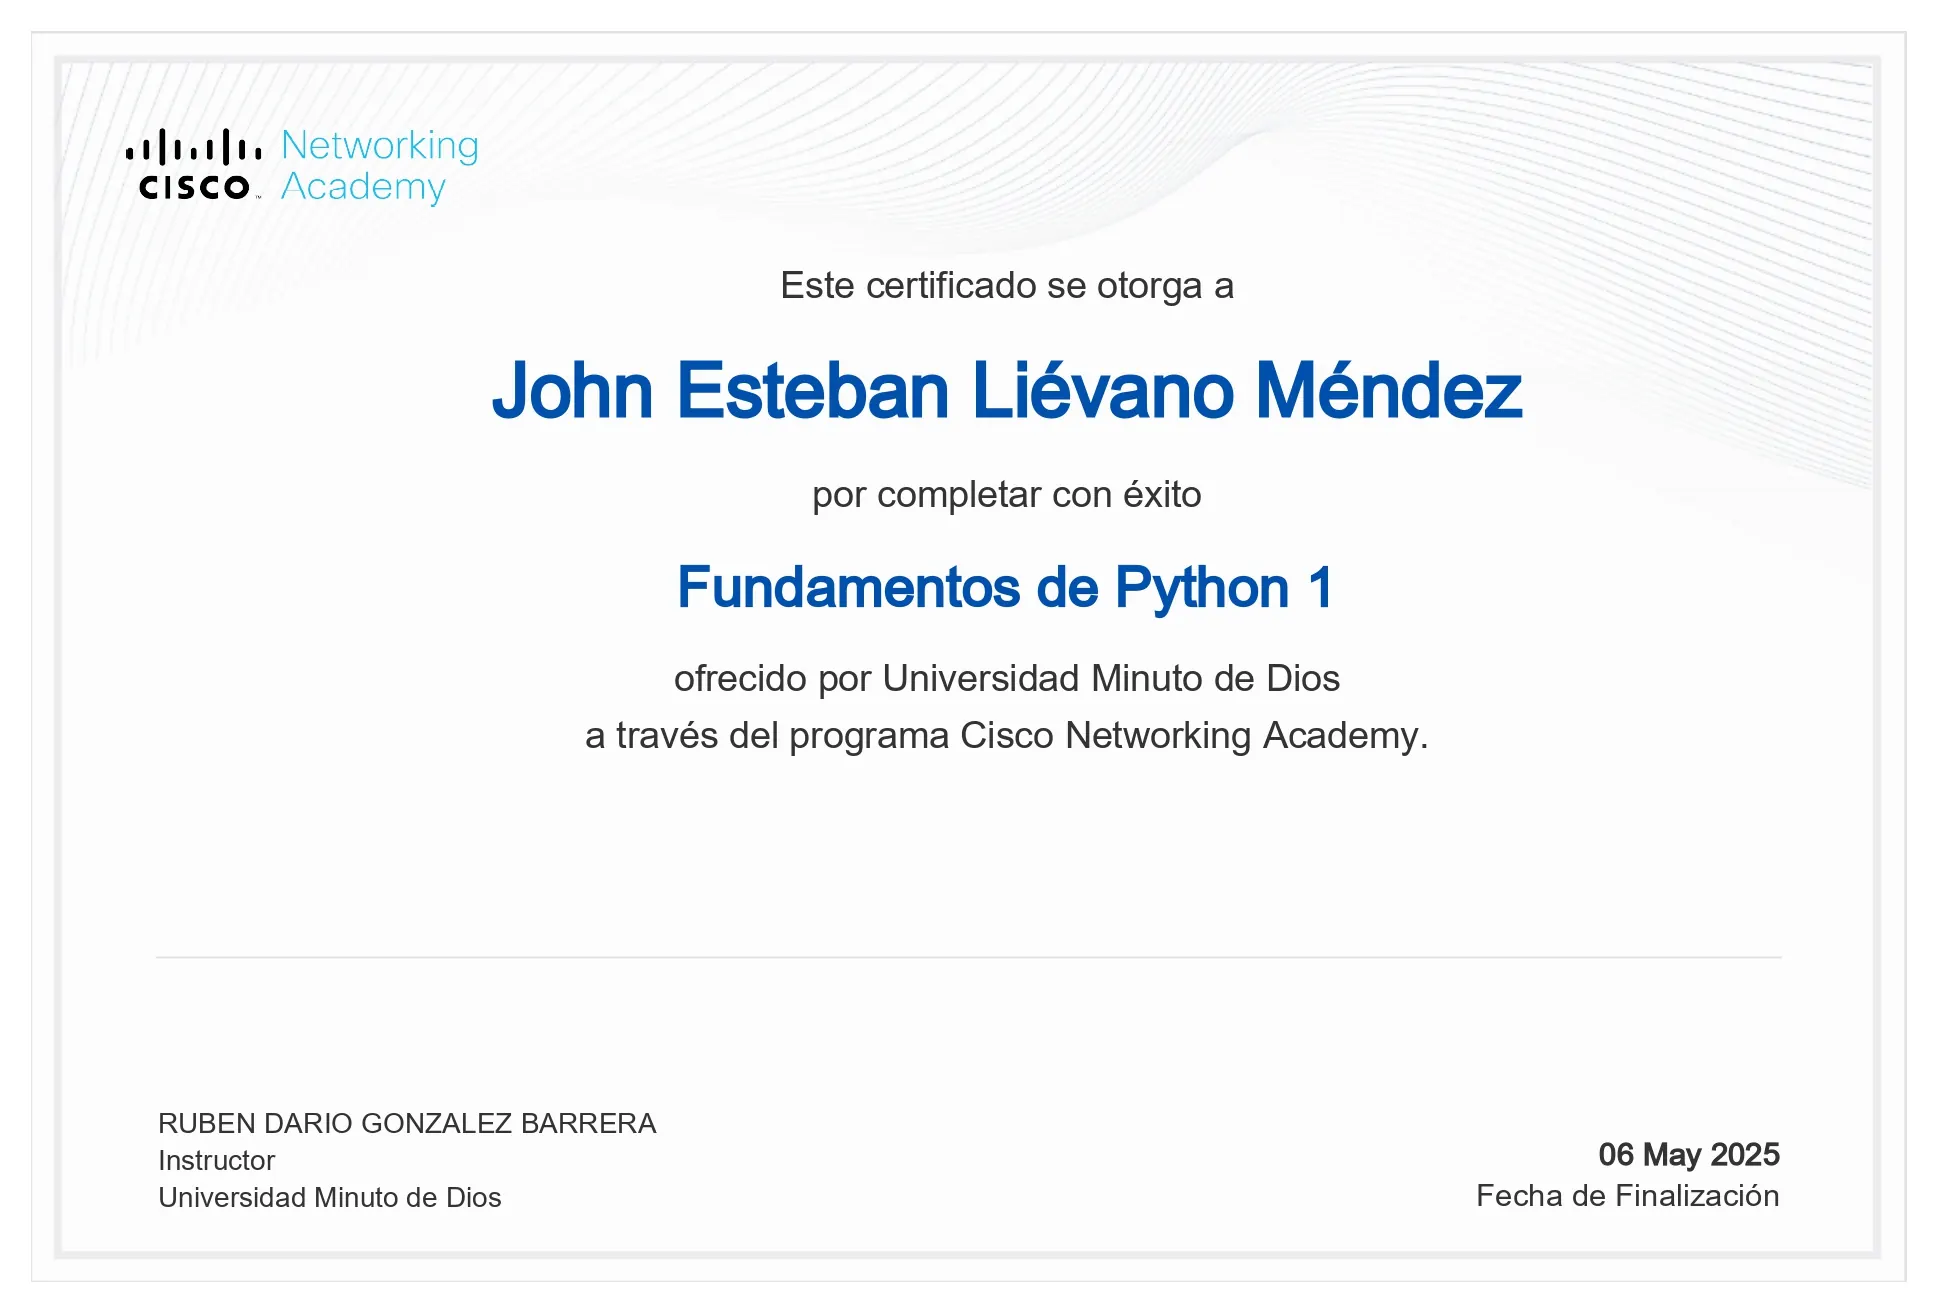 Networking
CISCO™ Academy
Este certificado se otorga a
John Esteban Liévano Méndez
por completar con éxito
Fundamentos de Python 1
ofrecido por Universidad Minuto de Dios
a través del programa Cisco Networking Academy.
RUBEN DARIO GONZALEZ BARRERA
Instructor
Universidad Minuto de Dios
06 May 2025
Fecha de Finalización